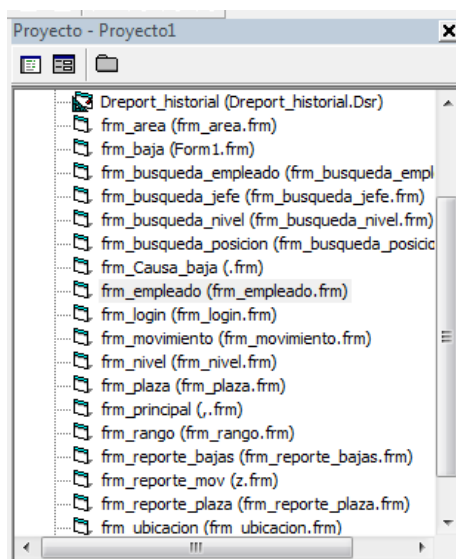 Proyecto - Proyecto1
Dreport_historial (Dreport_historial.Dsr)
frm_area (frm_area.frm)
frm_baja (Form1.frm)
frm_busqueda_empleado (frm_busqueda_empl
frm_busqueda_jefe (frm_busqueda_jefe.frm)
frm_busqueda_nivel (frm_busqueda_nivel.frm)
frm_busqueda_posicion (frm_busqueda_posicic
frm_Causa_baja (.frm)
frm_empleado (frm_empleado.frm)
frm_login (frm_login.frm)
frm_movimiento (frm_movimiento.frm)
frm_nivel (frm_nivel.frm)
frm_plaza (frm_plaza.frm)
frm_principal (,.frm)
frm_rango (frm_rango.frm)
frm_reporte_bajas (frm_reporte_bajas.frm)
frm_reporte_mov (z.frm)
frm_reporte_plaza (frm_reporte_plaza.frm)
frm_ubicacion (frm_ubicacion.frm)